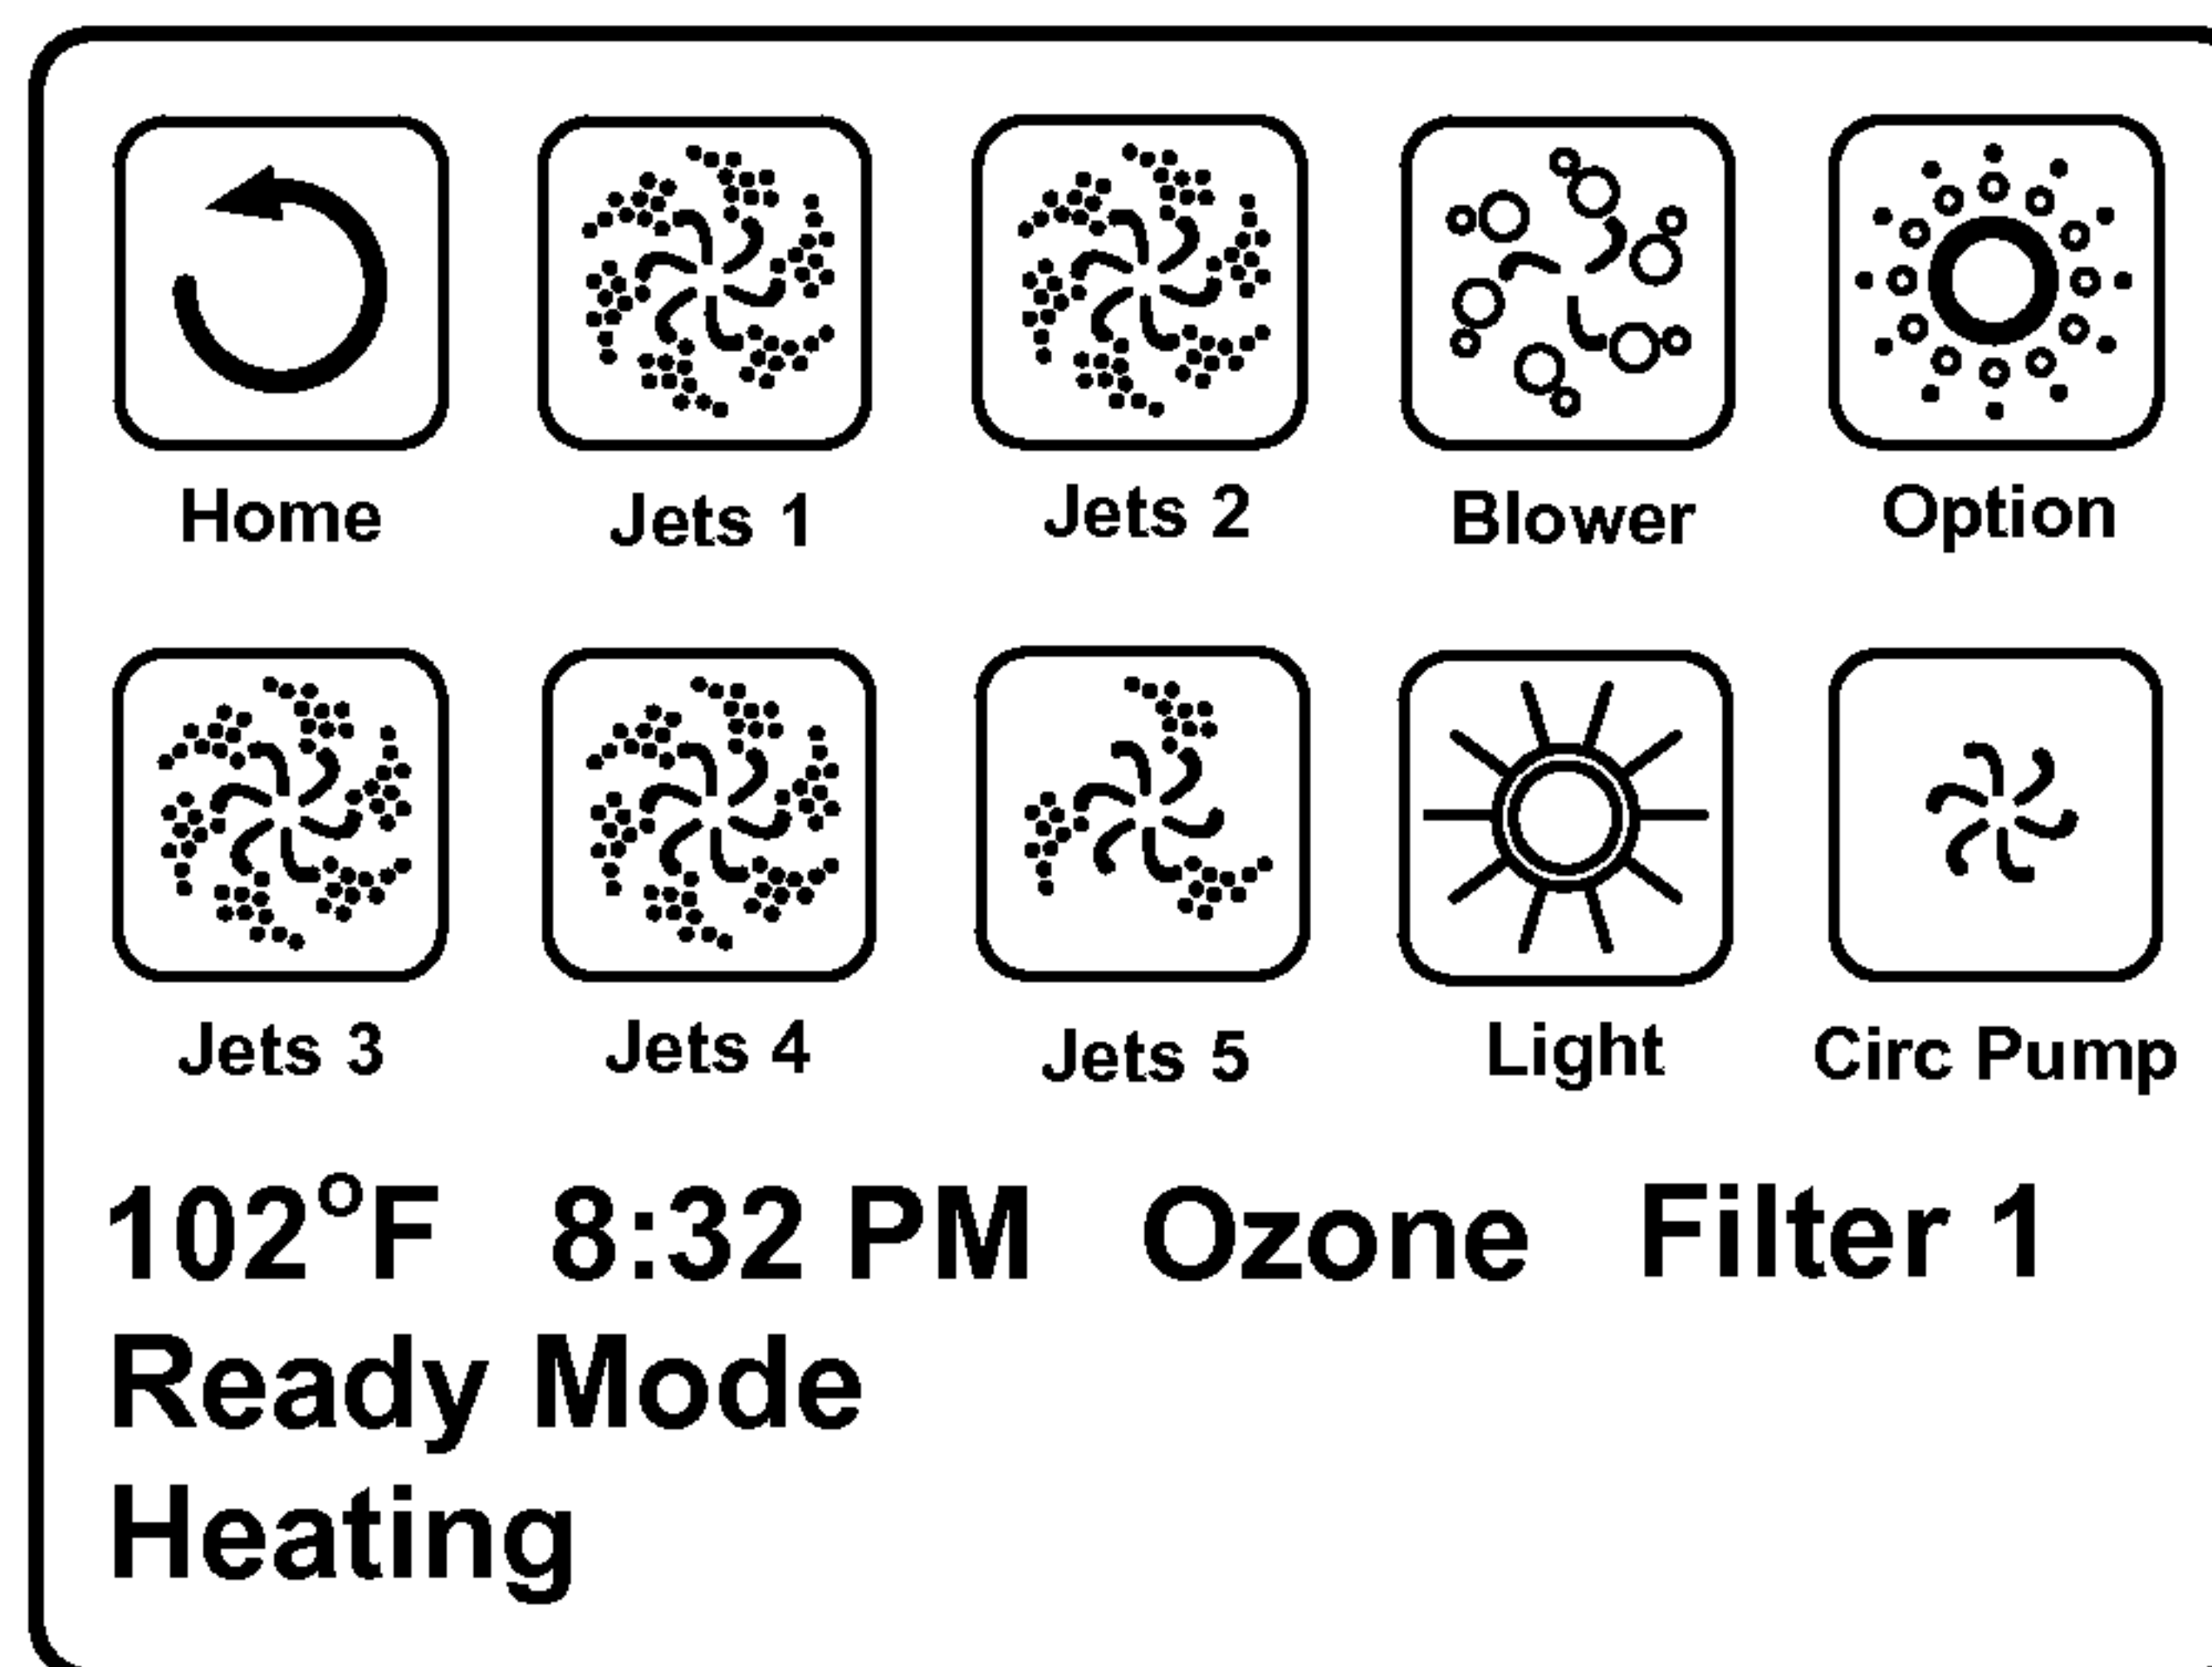 Home Jets 1 Jets 2 Blower Option
Jets 3 Jets 4 Jets 5 Light Circ Pump
102°F 8:32 PM Ozone Filter 1
Ready Mode
Heating